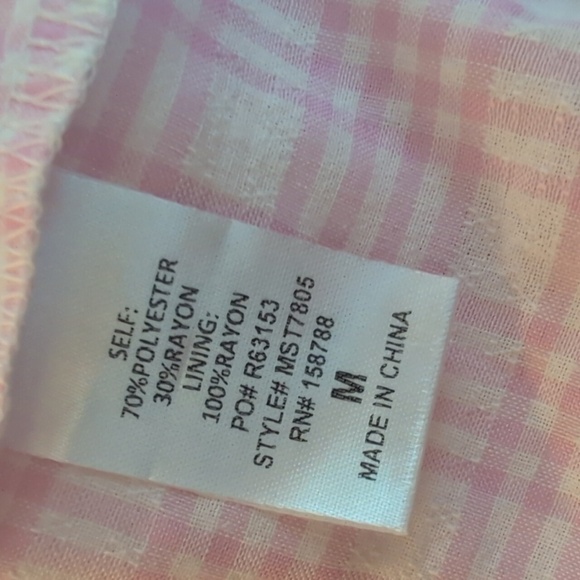 SELF:
70%POLYESTER
30%RAYON
LINING:
100%RAYON
PO# R63153
STYLE# MST7805
RN# 158788
M
MADE IN CHINA